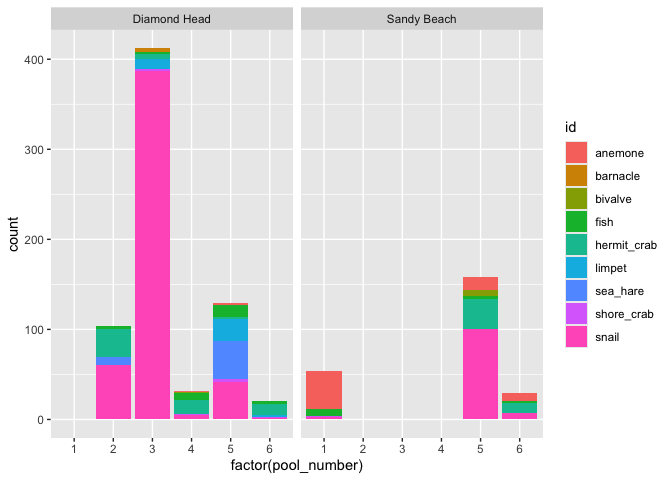 Diamond Head
Sandy Beach
400
300
200
100
0
count
1 2 3 4 5 6
1 2 3 4 5 6
factor(pool_number)
id
anemone
barnacle
bivalve
fish
hermit_crab
limpet
sea_hare
shore_crab
snail